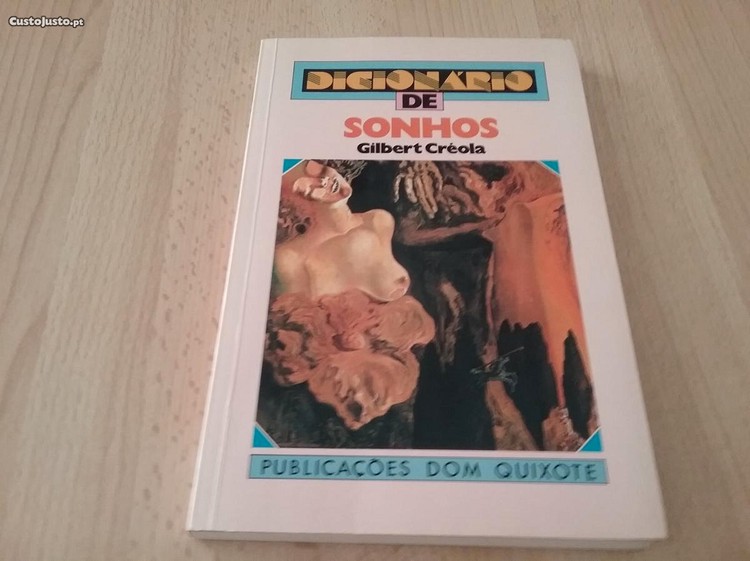 CustoJusto.pt
DICIONÁRIO
DE
SONHOS
Gilbert Créola
PUBLICAÇÕES DOM QUIXOTE